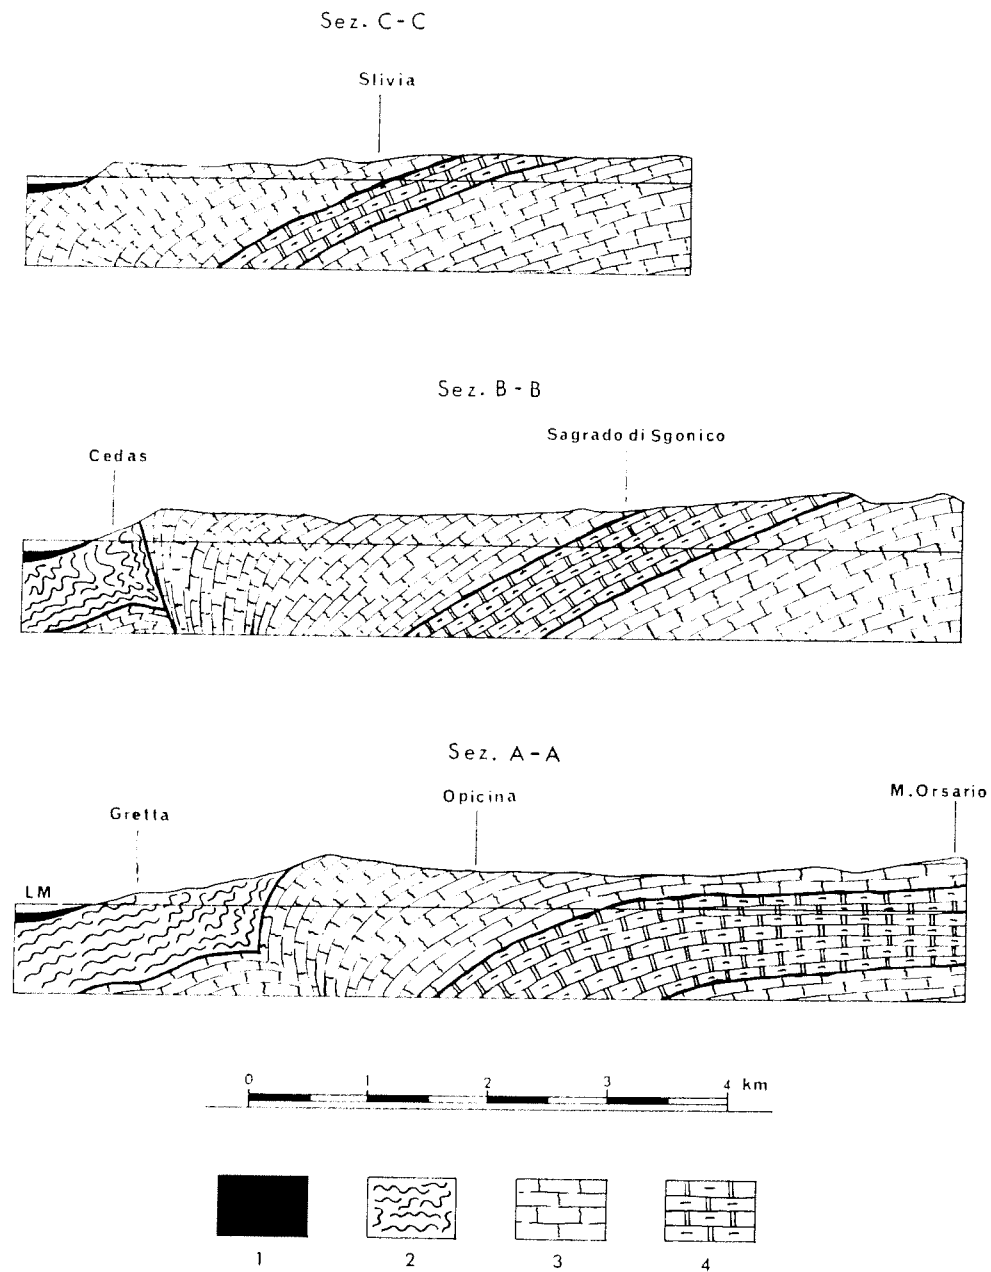 Sez. C-C
Slivia
Sez. B-B
Sagrado di Sgonico
Cedas
Sez. A-A
M. Orsario
Opicina
Gretta
LM
0 1 2 3 4 km
1 2 3 4